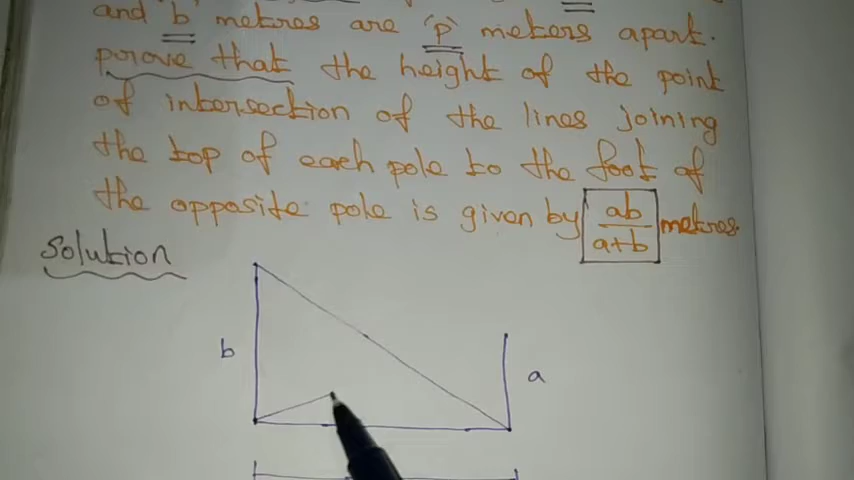 and 'b' metres are 'p' meters apart.
prove that the height of the point
of intersection of the lines joining
the top of each pole to the foot of
the opposite pole is given by ab/a+b metres.
Solution
b
a